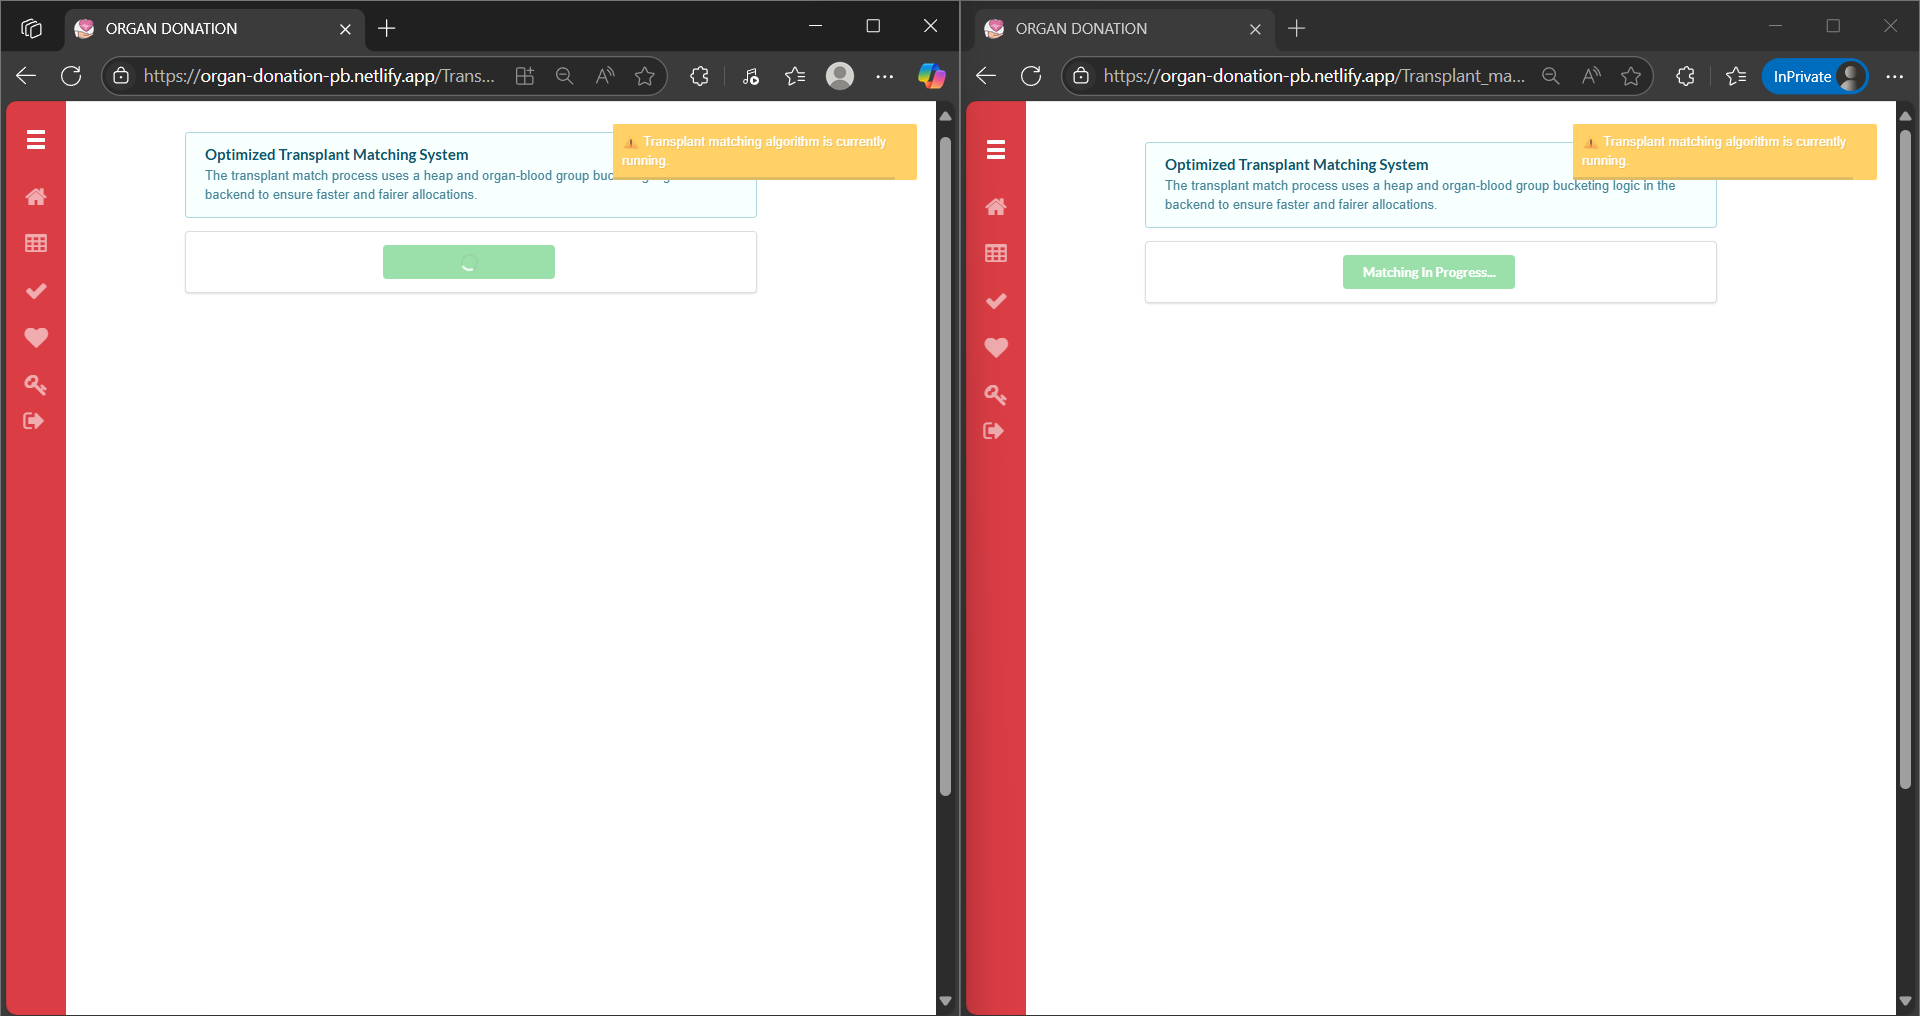 ORGAN DONATION
https://organ-donation-pb.netlify.app/Trans...
Optimized Transplant Matching System
The transplant match process uses a heap and organ-blood group
backend to ensure faster and fairer allocations.
⚠ Transplant matching algorithm is currently
running.
ORGAN DONATION
https://organ-donation-pb.netlify.app/Transplant_ma...
InPrivate
Optimized Transplant Matching System
The transplant match process uses a heap and organ-blood group bucketing logic in the
backend to ensure faster and fairer allocations.
⚠ Transplant matching algorithm is currently
running.
Matching In Progress...